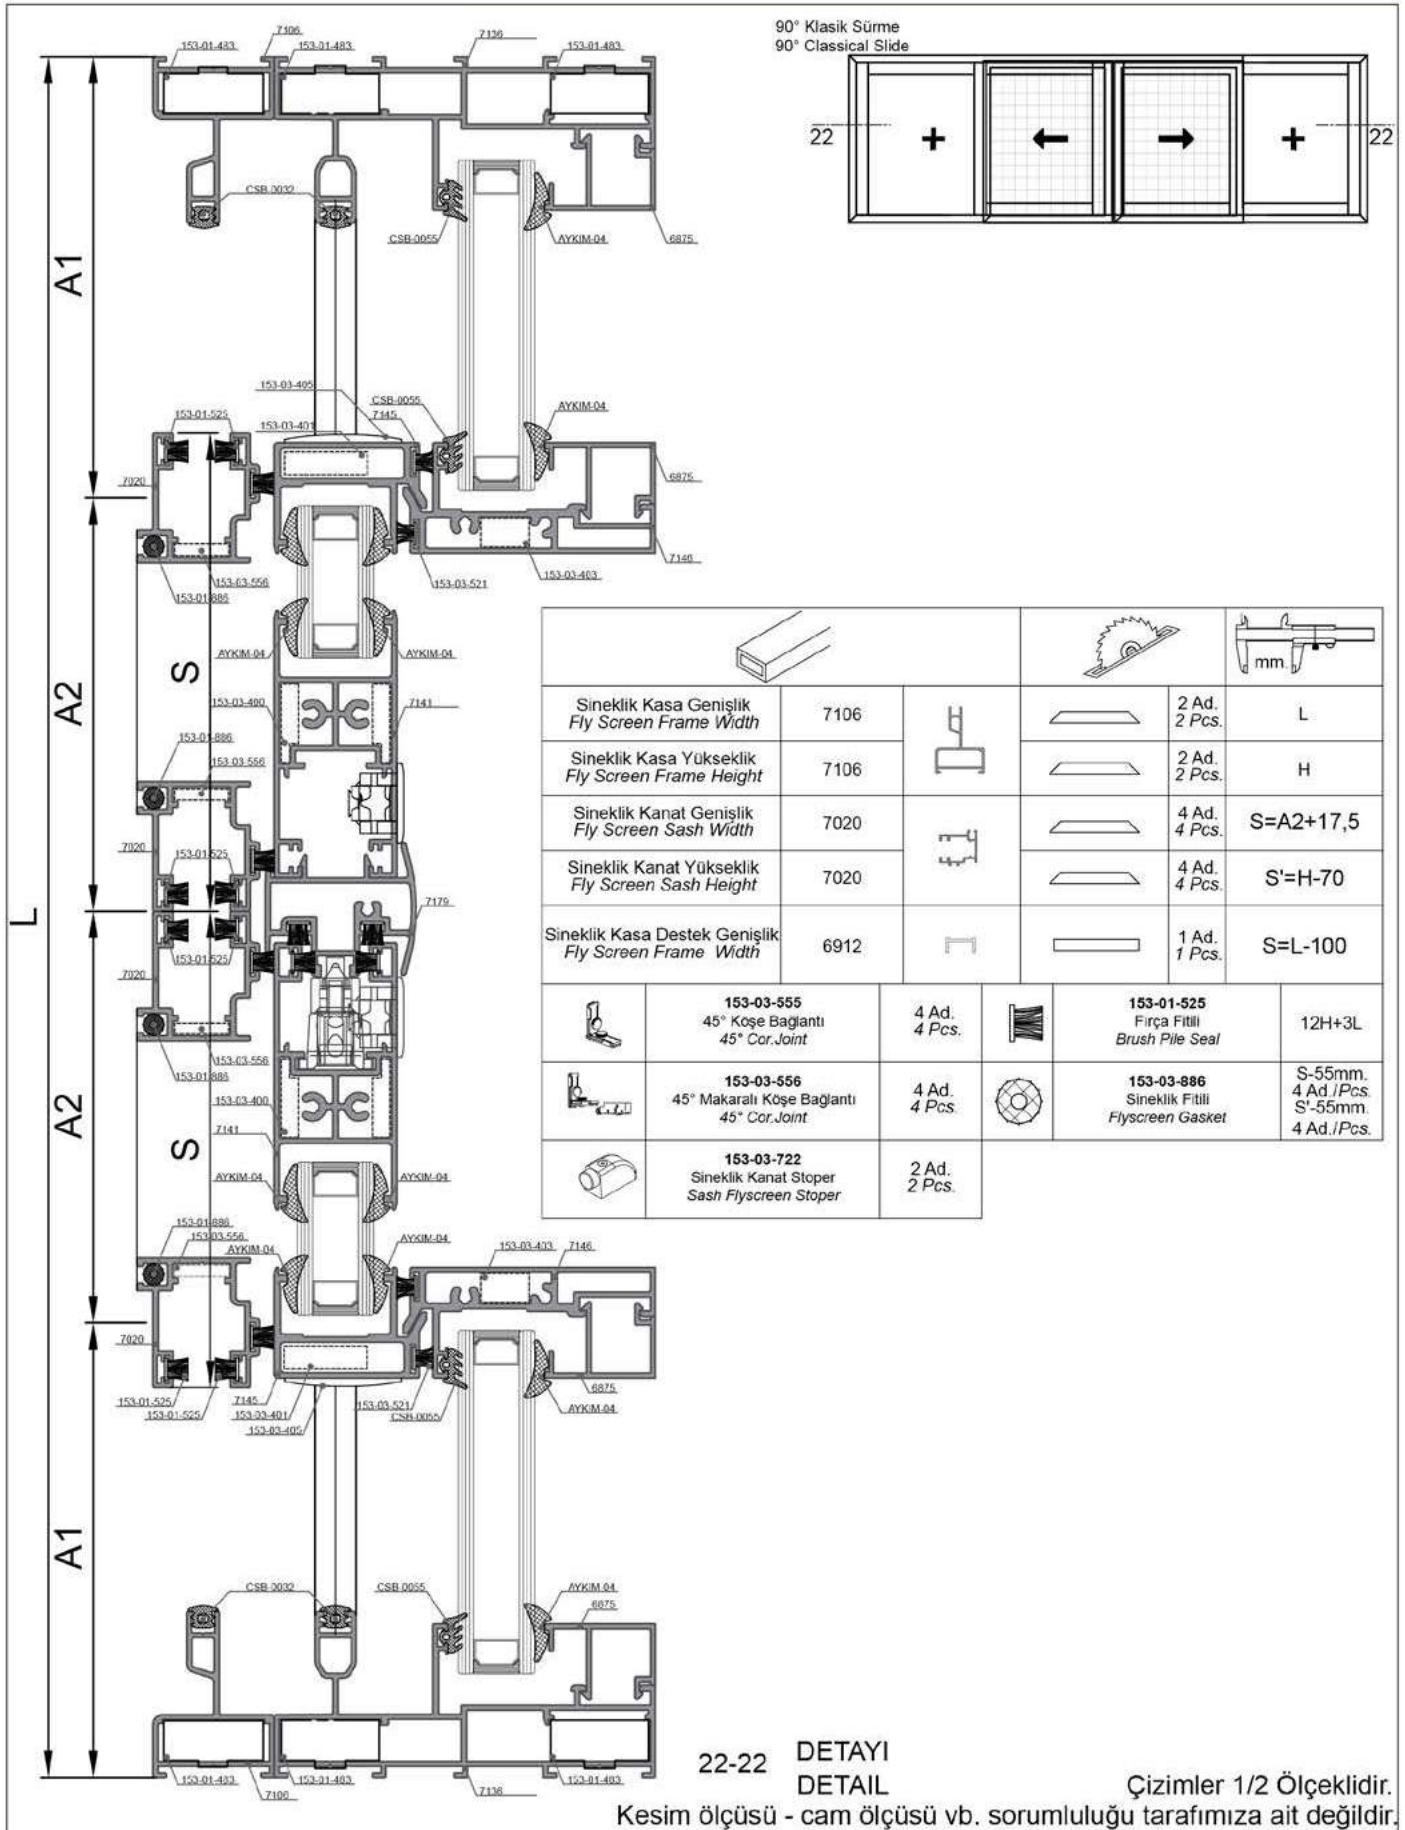 90° Klasik Sürme
90° Classical Slide
22
22
7106
153-01-483
153-01-483
7136
153-01-483
CSB-0032
CSB-0055
AYKIM-04
6875
A1
153-03-405
CSB-0055
AYKIM-04
153-01-525
7145
153-03-401
7020
6875
7146
153-03-403
153-03-521
153-03-556
153-01-886
AYKIM-04
AYKIM-04
S
A2
153-03-400
7141
153-01-886
153-03-556
7020
153-01-525
7179
L
153-01-525
7020
153-03-556
153-01-886
153-03-400
A2
7141
S
AYKIM-04
AYKIM-04
153-01-886
153-03-556
AYKIM-04
AYKIM-04
153-03-403
7146
7020
153-01-525
153-01-525
7145
153-03-401
153-03-405
153-03-521
CSB-0055
6875
AYKIM-04
A1
CSB-0032
CSB-0055
AYKIM-04
6875
153-01-483
7106
153-01-483
7136
153-01-483
mm.
Sineklik Kasa Genişlik
Fly Screen Frame Width
7106
2 Ad.
2 Pcs.
L
Sineklik Kasa Yükseklik
Fly Screen Frame Height
7106
2 Ad.
2 Pcs.
H
Sineklik Kanat Genişlik
Fly Screen Sash Width
7020
4 Ad.
4 Pcs.
S=A2+17,5
Sineklik Kanat Yükseklik
Fly Screen Sash Height
7020
4 Ad.
4 Pcs.
S'=H-70
Sineklik Kasa Destek Genişlik
Fly Screen Frame Width
6912
1 Ad.
1 Pcs.
S=L-100
153-03-555
45° Köşe Bağlantı
45° Cor.Joint
4 Ad.
4 Pcs.
153-01-525
Fırça Fitili
Brush Pile Seal
12H+3L
153-03-556
45° Makaralı Köşe Bağlantı
45° Cor.Joint
4 Ad.
4 Pcs.
153-03-886
Sineklik Fitili
Flyscreen Gasket
S-55mm.
4 Ad./Pcs.
S'-55mm.
4 Ad./Pcs.
153-03-722
Sineklik Kanat Stoper
Sash Flyscreen Stoper
2 Ad.
2 Pcs.
22-22
DETAYI
DETAIL
Çizimler 1/2 Ölçeklidir.
Kesim ölçüsü - cam ölçüsü vb. sorumluluğu tarafımıza ait değildir.